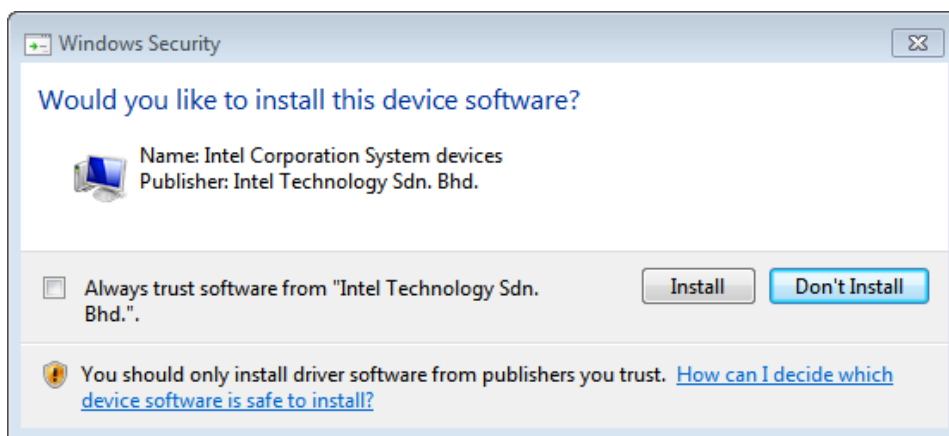 Windows Security
Would you like to install this device software?
Name: Intel Corporation System devices
Publisher: Intel Technology Sdn. Bhd.
Always trust software from "Intel Technology Sdn.
Bhd.".
Install
Don't Install
You should only install driver software from publishers you trust. How can I decide which
device software is safe to install?